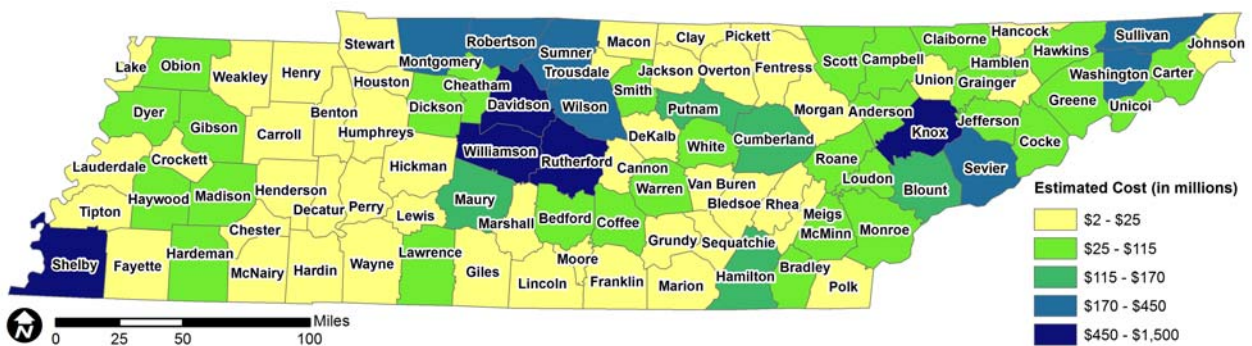 Stewart
Montgomery
Robertson
Sumner
Macon
Clay
Pickett
Claiborne
Hancock
Sullivan
Johnson
Lake
Obion
Weakley
Henry
Houston
Cheatham
Trousdale
Jackson
Overton
Fentress
Scott
Campbell
Union
Hamblen
Grainger
Hawkins
Washington
Carter
Dyer
Gibson
Carroll
Benton
Humphreys
Dickson
Davidson
Wilson
Smith
Putnam
Morgan
Anderson
Knox
Jefferson
Greene
Unicoi
Cocke
Lauderdale
Crockett
Hickman
Williamson
Rutherford
DeKalb
White
Cumberland
Roane
Loudon
Sevier
Blount
Tipton
Haywood
Madison
Henderson
Decatur
Perry
Lewis
Maury
Cannon
Warren
Van Buren
Bledsoe
Rhea
Meigs
McMinn
Monroe
Shelby
Fayette
Hardeman
Chester
McNairy
Hardin
Wayne
Lawrence
Giles
Marshall
Bedford
Coffee
Moore
Lincoln
Franklin
Grundy
Sequatchie
Marion
Hamilton
Bradley
Polk
Estimated Cost (in millions)
$2 - $25
$25 - $115
$115 - $170
$170 - $450
$450 - $1,500
N
Miles
0 25 50 100